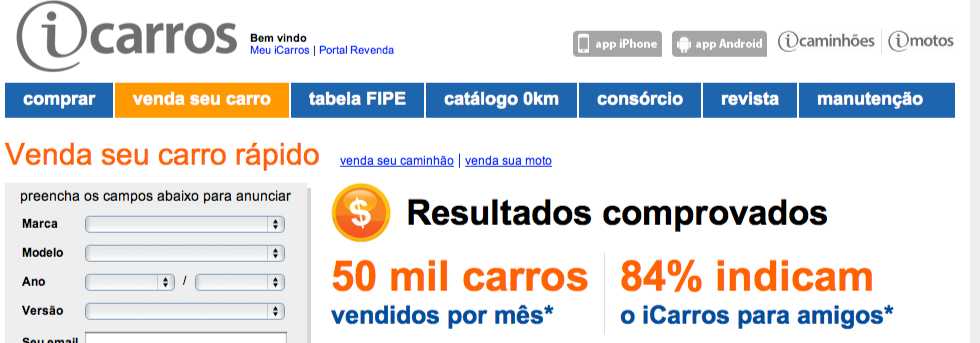 icarros
Bem vindo
Meu iCarros | Portal Revenda
app iPhone
app Android
icaminhões
imotos
comprar
venda seu carro
tabela FIPE
catálogo 0km
consórcio
revista
manutenção
Venda seu carro rápido
venda seu caminhão | venda sua moto
preencha os campos abaixo para anunciar
Marca
Modelo
Ano /
Versão
Seu email
$ Resultados comprovados
50 mil carros
vendidos por mês*
84% indicam
o iCarros para amigos*